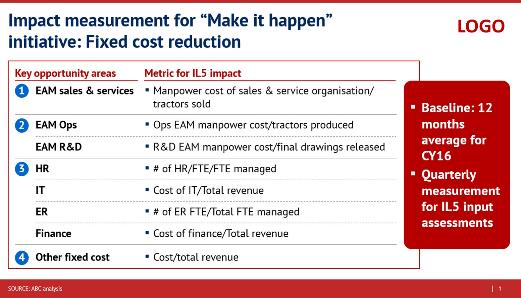 Impact measurement for “Make it happen”
initiative: Fixed cost reduction
LOGO
Key opportunity areas Metric for IL5 impact
1 EAM sales & services ▪ Manpower cost of sales & service organisation/
tractors sold
2 EAM Ops ▪ Ops EAM manpower cost/tractors produced
EAM R&D ▪ R&D EAM manpower cost/final drawings released
3 HR ▪ # of HR/FTE/FTE managed
IT ▪ Cost of IT/Total revenue
ER ▪ # of ER FTE/Total FTE managed
Finance ▪ Cost of finance/Total revenue
4 Other fixed cost ▪ Cost/total revenue
▪ Baseline: 12
months
average for
CY16
▪ Quarterly
measurement
for IL5 input
assessments
SOURCE: ABC analysis | 1